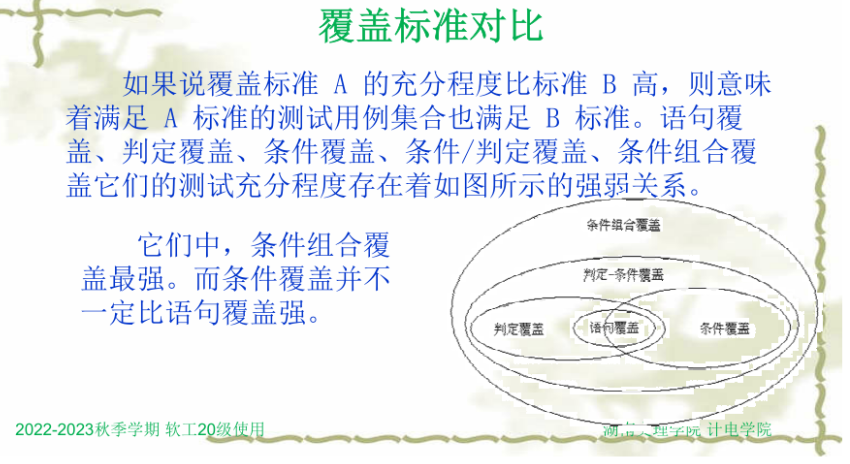 覆盖标准对比
如果说覆盖标准 A 的充分程度比标准 B 高，则意味
着满足 A 标准的测试用例集合也满足 B 标准。语句覆
盖、判定覆盖、条件覆盖、条件/判定覆盖、条件组合覆
盖它们的测试充分程度存在着如图所示的强弱关系。
它们中，条件组合覆
盖最强。而条件覆盖并不
一定比语句覆盖强。
条件组合覆盖
判定-条件覆盖
判定覆盖
语句覆盖
条件覆盖
2022-2023秋季学期 软工20级使用
理学院 计电学院